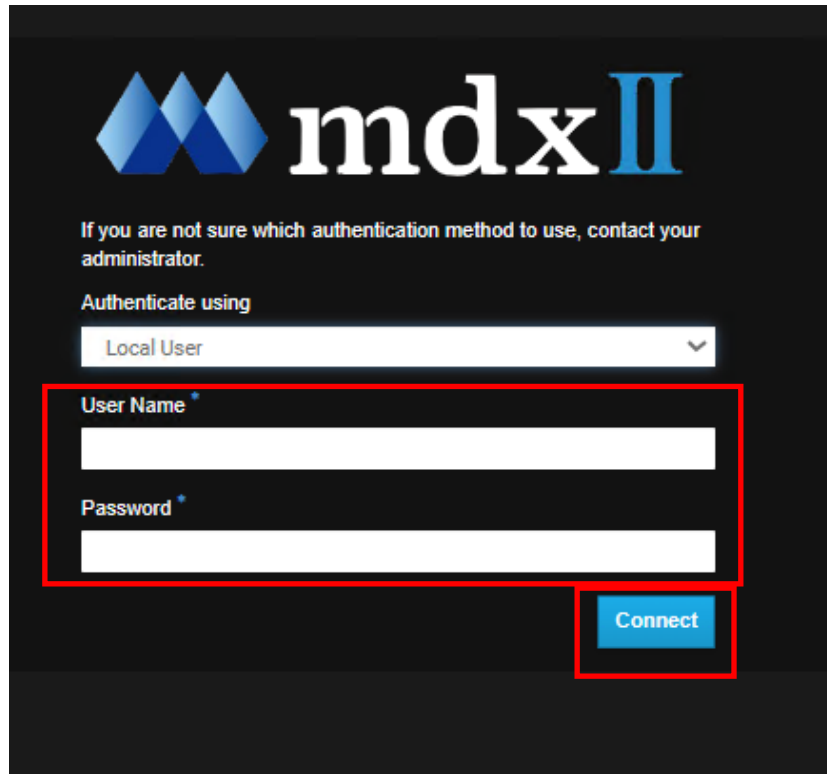 mdxⅡ
If you are not sure which authentication method to use, contact your
administrator.
Authenticate using
Local User
User Name *
Password *
Connect